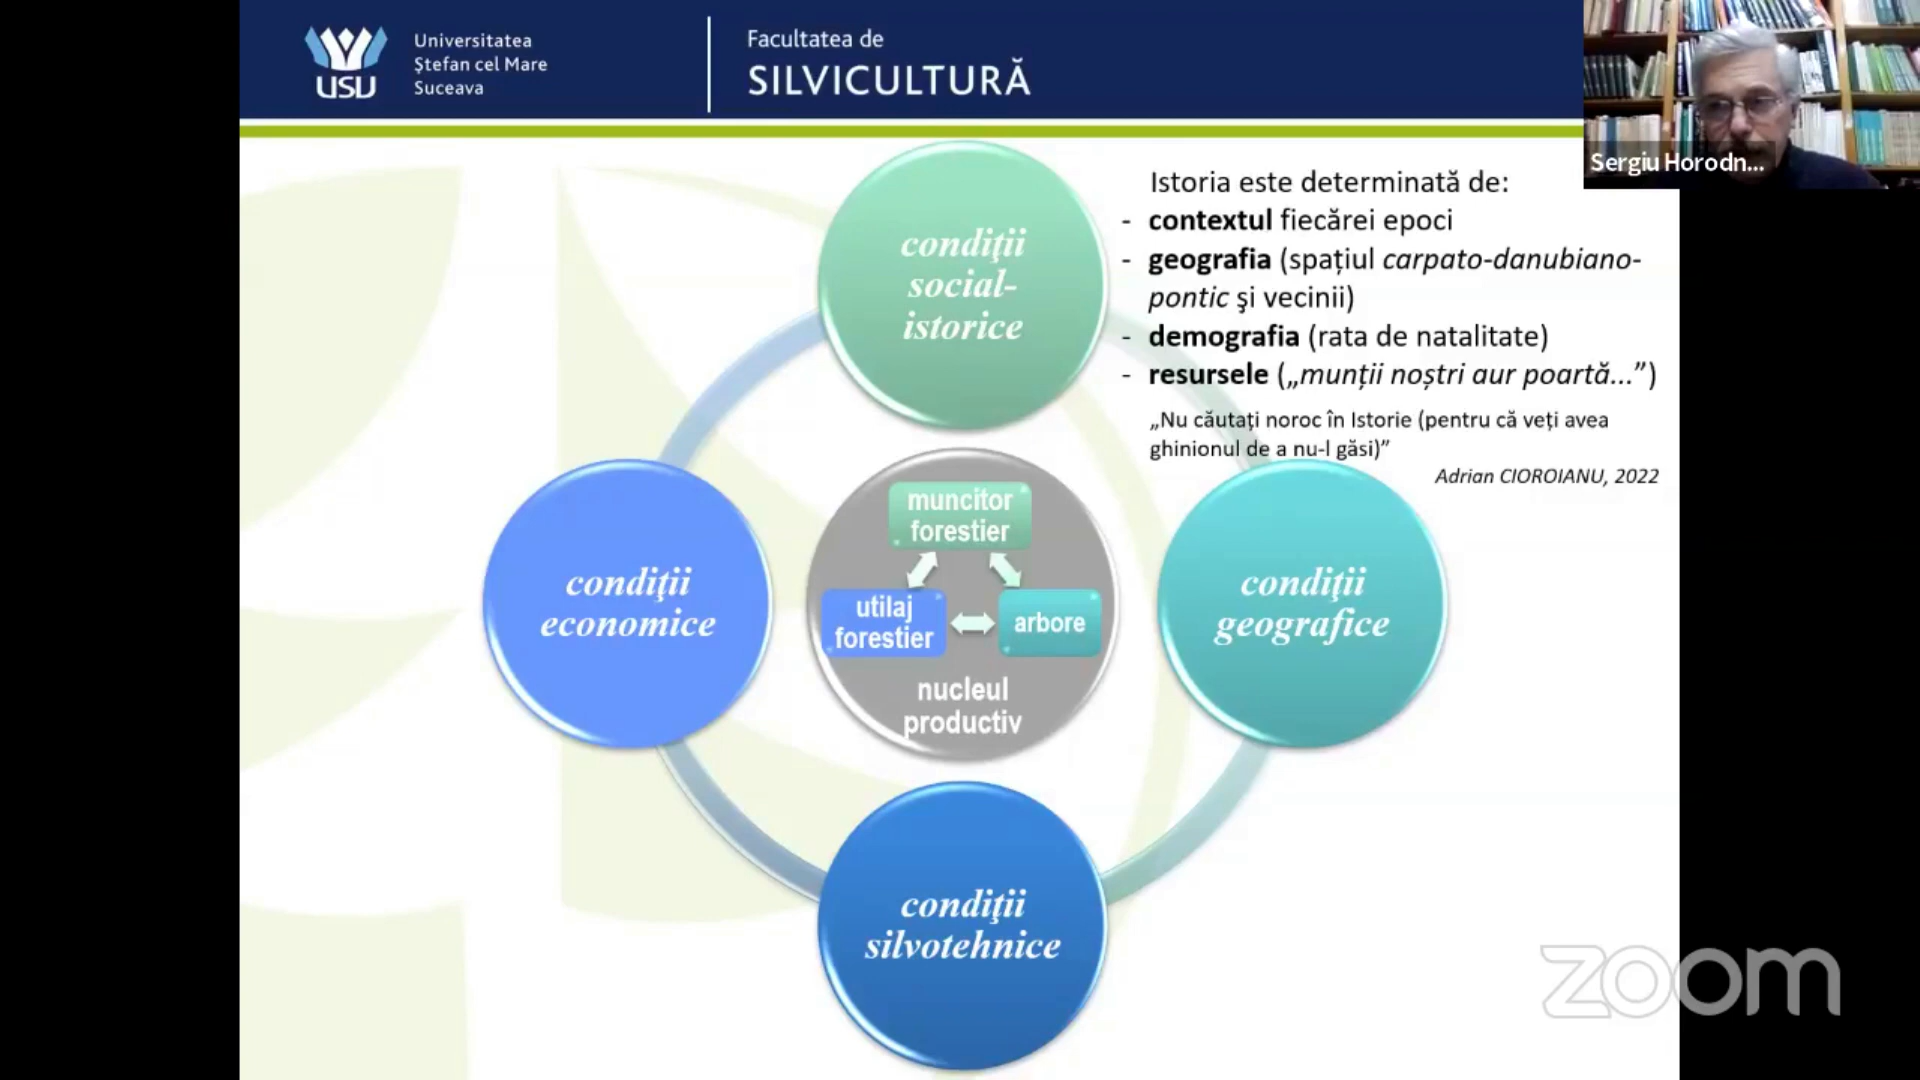 USU
Universitatea
Ştefan cel Mare
Suceava
Facultatea de
SILVICULTURĂ
Sergiu Horodn...
Istoria este determinată de:
- contextul fiecărei epoci
- geografia (spațiul carpato-danubiano-
pontic şi vecinii)
- demografia (rata de natalitate)
- resursele („munții noștri aur poartă...”)
„Nu căutați noroc în Istorie (pentru că veți avea
ghinionul de a nu-l găsi)”
Adrian CIOROIANU, 2022
condiţii
social-
istorice
condiţii
economice
muncitor
forestier
utilaj
forestier
arbore
nucleul
productiv
condiţii
geografice
condiţii
silvotehnice
zoom